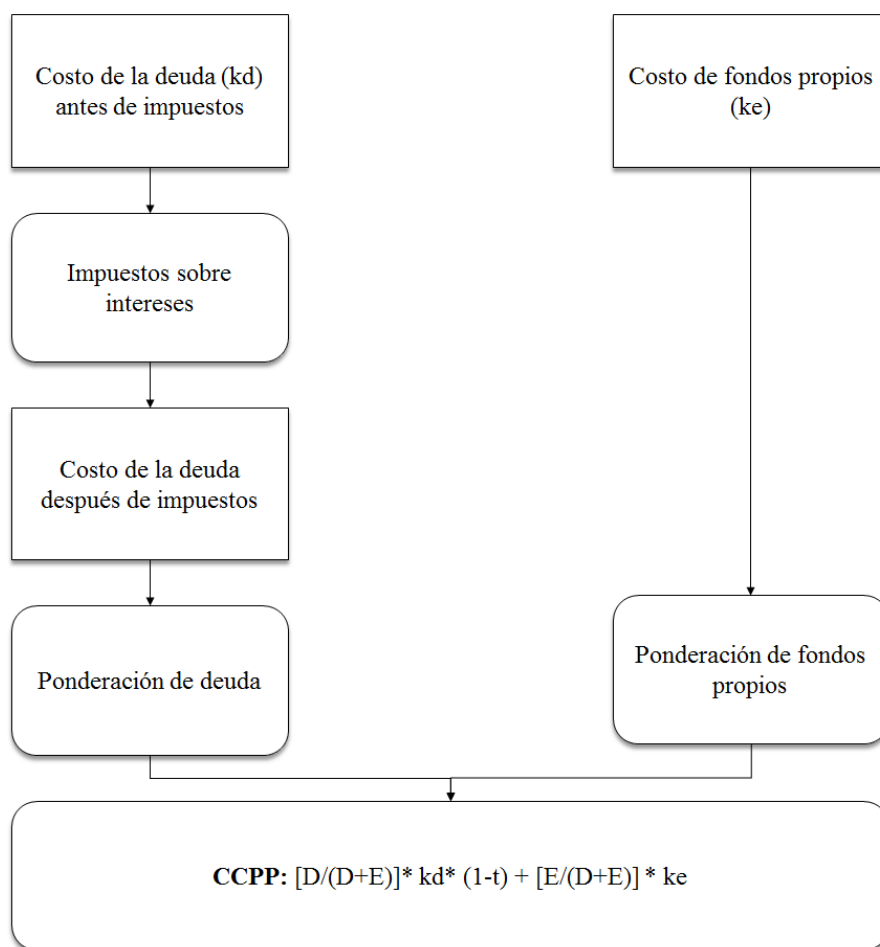 Costo de la deuda (kd)
antes de impuestos
Costo de fondos propios
(ke)
Impuestos sobre
intereses
Costo de la deuda
después de impuestos
Ponderación de deuda
Ponderación de fondos
propios
CCPP: [D/(D+E)]* kd* (1-t) + [E/(D+E)] * ke